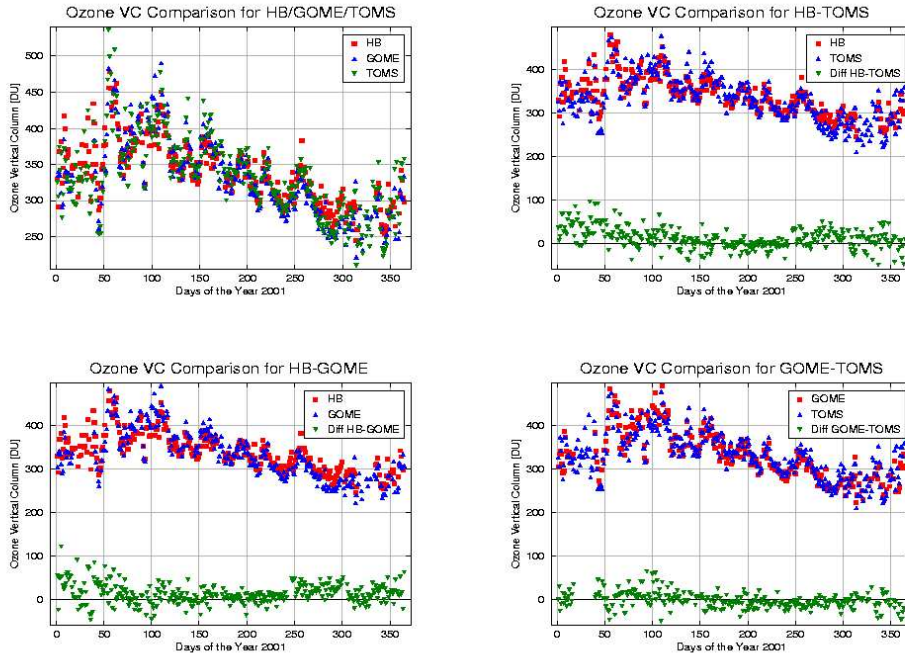 Ozone VC Comparison for HB/GOME/TOMS
500
450
400
350
300
250
Ozone Vertical Column [DU]
HB
GOME
TOMS
0 50 100 150 200 250 300 350
Days of the Year 2001
Ozone VC Comparison for HB-TOMS
400
300
200
100
0
Ozone Vertical Column [DU]
HB
TOMS
Diff HB-TOMS
0 50 100 150 200 250 300 350
Days of the Year 2001
Ozone VC Comparison for HB-GOME
400
300
200
100
0
Ozone Vertical Column [DU]
HB
GOME
Diff HB-GOME
0 50 100 150 200 250 300 350
Days of the Year 2001
Ozone VC Comparison for GOME-TOMS
400
300
200
100
0
Ozone Vertical Column [DU]
GOME
TOMS
Diff GOME-TOMS
0 50 100 150 200 250 300 350
Days of the Year 2001